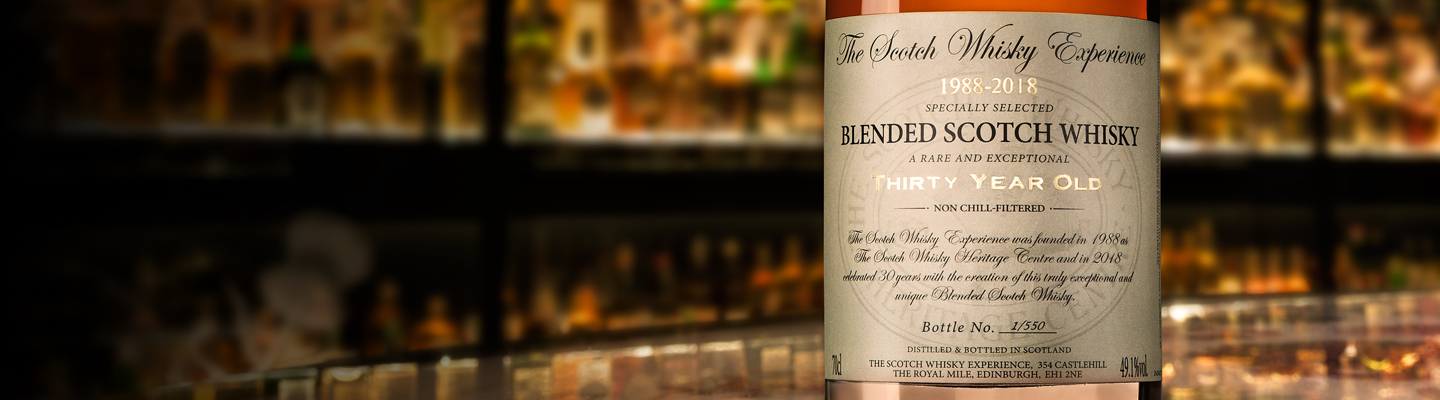 The Scotch Whisky Experience
1988-2018
SPECIALLY SELECTED
BLENDED SCOTCH WHISKY
A RARE AND EXCEPTIONAL
THIRTY YEAR OLD
NON CHILL-FILTERED
The Scotch Whisky Experience was founded in 1988 as
The Scotch Whisky Heritage Centre and in 2018
celebrated 30 years with the creation of this truly exceptional and
unique Blended Scotch Whisky.
Bottle No. 1/550
DISTILLED & BOTTLED IN SCOTLAND
70cl THE SCOTCH WHISKY EXPERIENCE, 354 CASTLEHILL 49.1%vol
THE ROYAL MILE, EDINBURGH, EH1 2NE